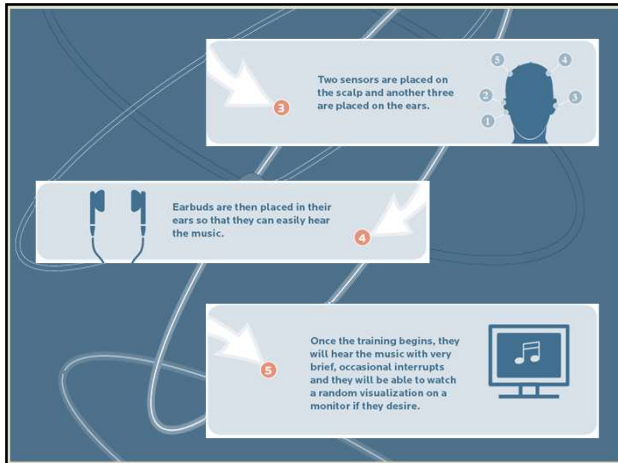 3
Two sensors are placed on
the scalp and another three
are placed on the ears.
5
4
2
3
1
Earbuds are then placed in their
ears so that they can easily hear
the music.
4
5
Once the training begins, they
will hear the music with very
brief, occasional interrupts
and they will be able to watch
a random visualization on a
monitor if they desire.